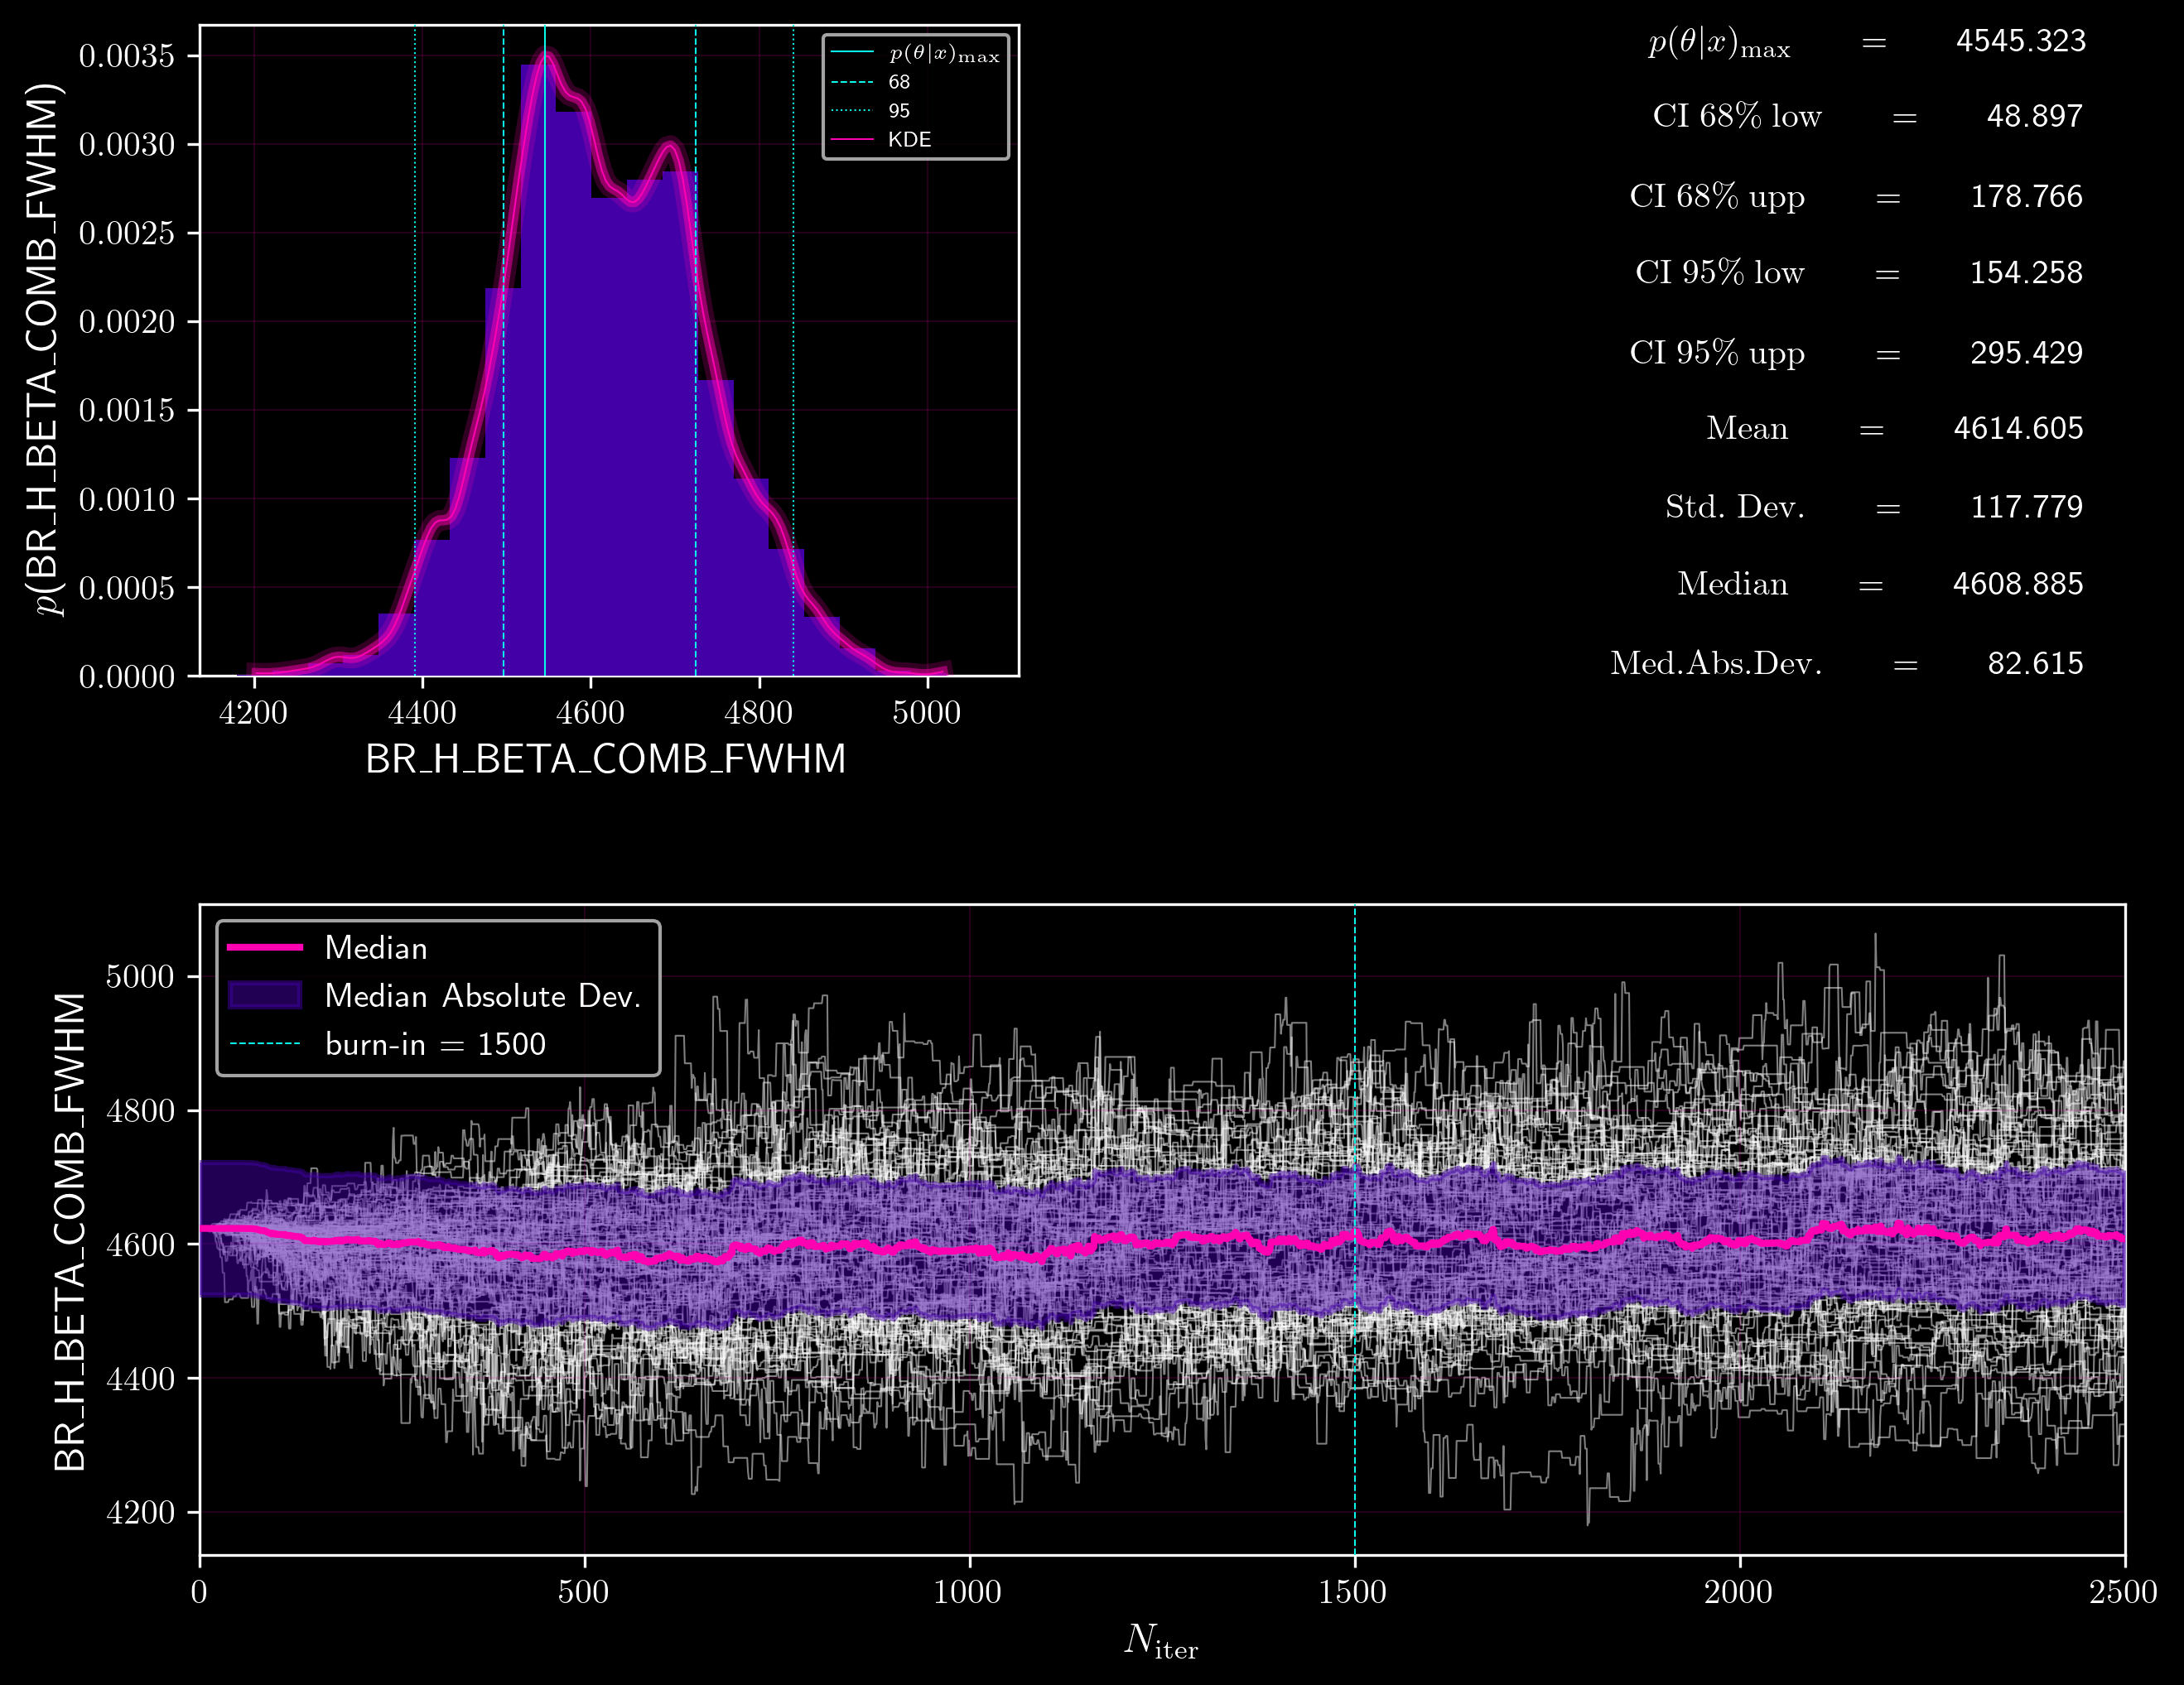 p(BR_H_BETA_COMB_FWHM)
0.0035
0.0030
0.0025
0.0020
0.0015
0.0010
0.0005
0.0000
4200 4400 4600 4800 5000
BR_H_BETA_COMB_FWHM
p(θ|x)max
68
95
KDE
p(θ|x)max = 4545.323
CI 68% low = 48.897
CI 68% upp = 178.766
CI 95% low = 154.258
CI 95% upp = 295.429
Mean = 4614.605
Std. Dev. = 117.779
Median = 4608.885
Med.Abs.Dev. = 82.615
BR_H_BETA_COMB_FWHM
5000
4800
4600
4400
4200
Median
Median Absolute Dev.
burn-in = 1500
0 500 1000 1500 2000 2500
Niter